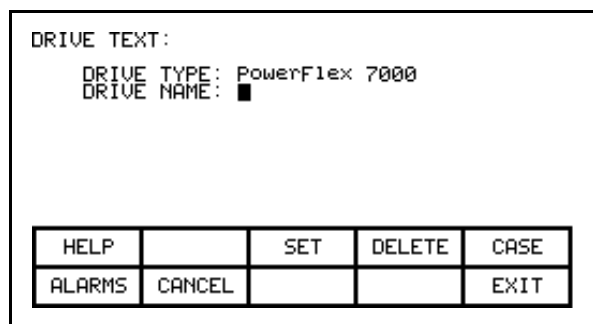 DRIVE TEXT:
DRIVE TYPE: PowerFlex 7000
DRIVE NAME:
HELP SET DELETE CASE
ALARMS CANCEL EXIT